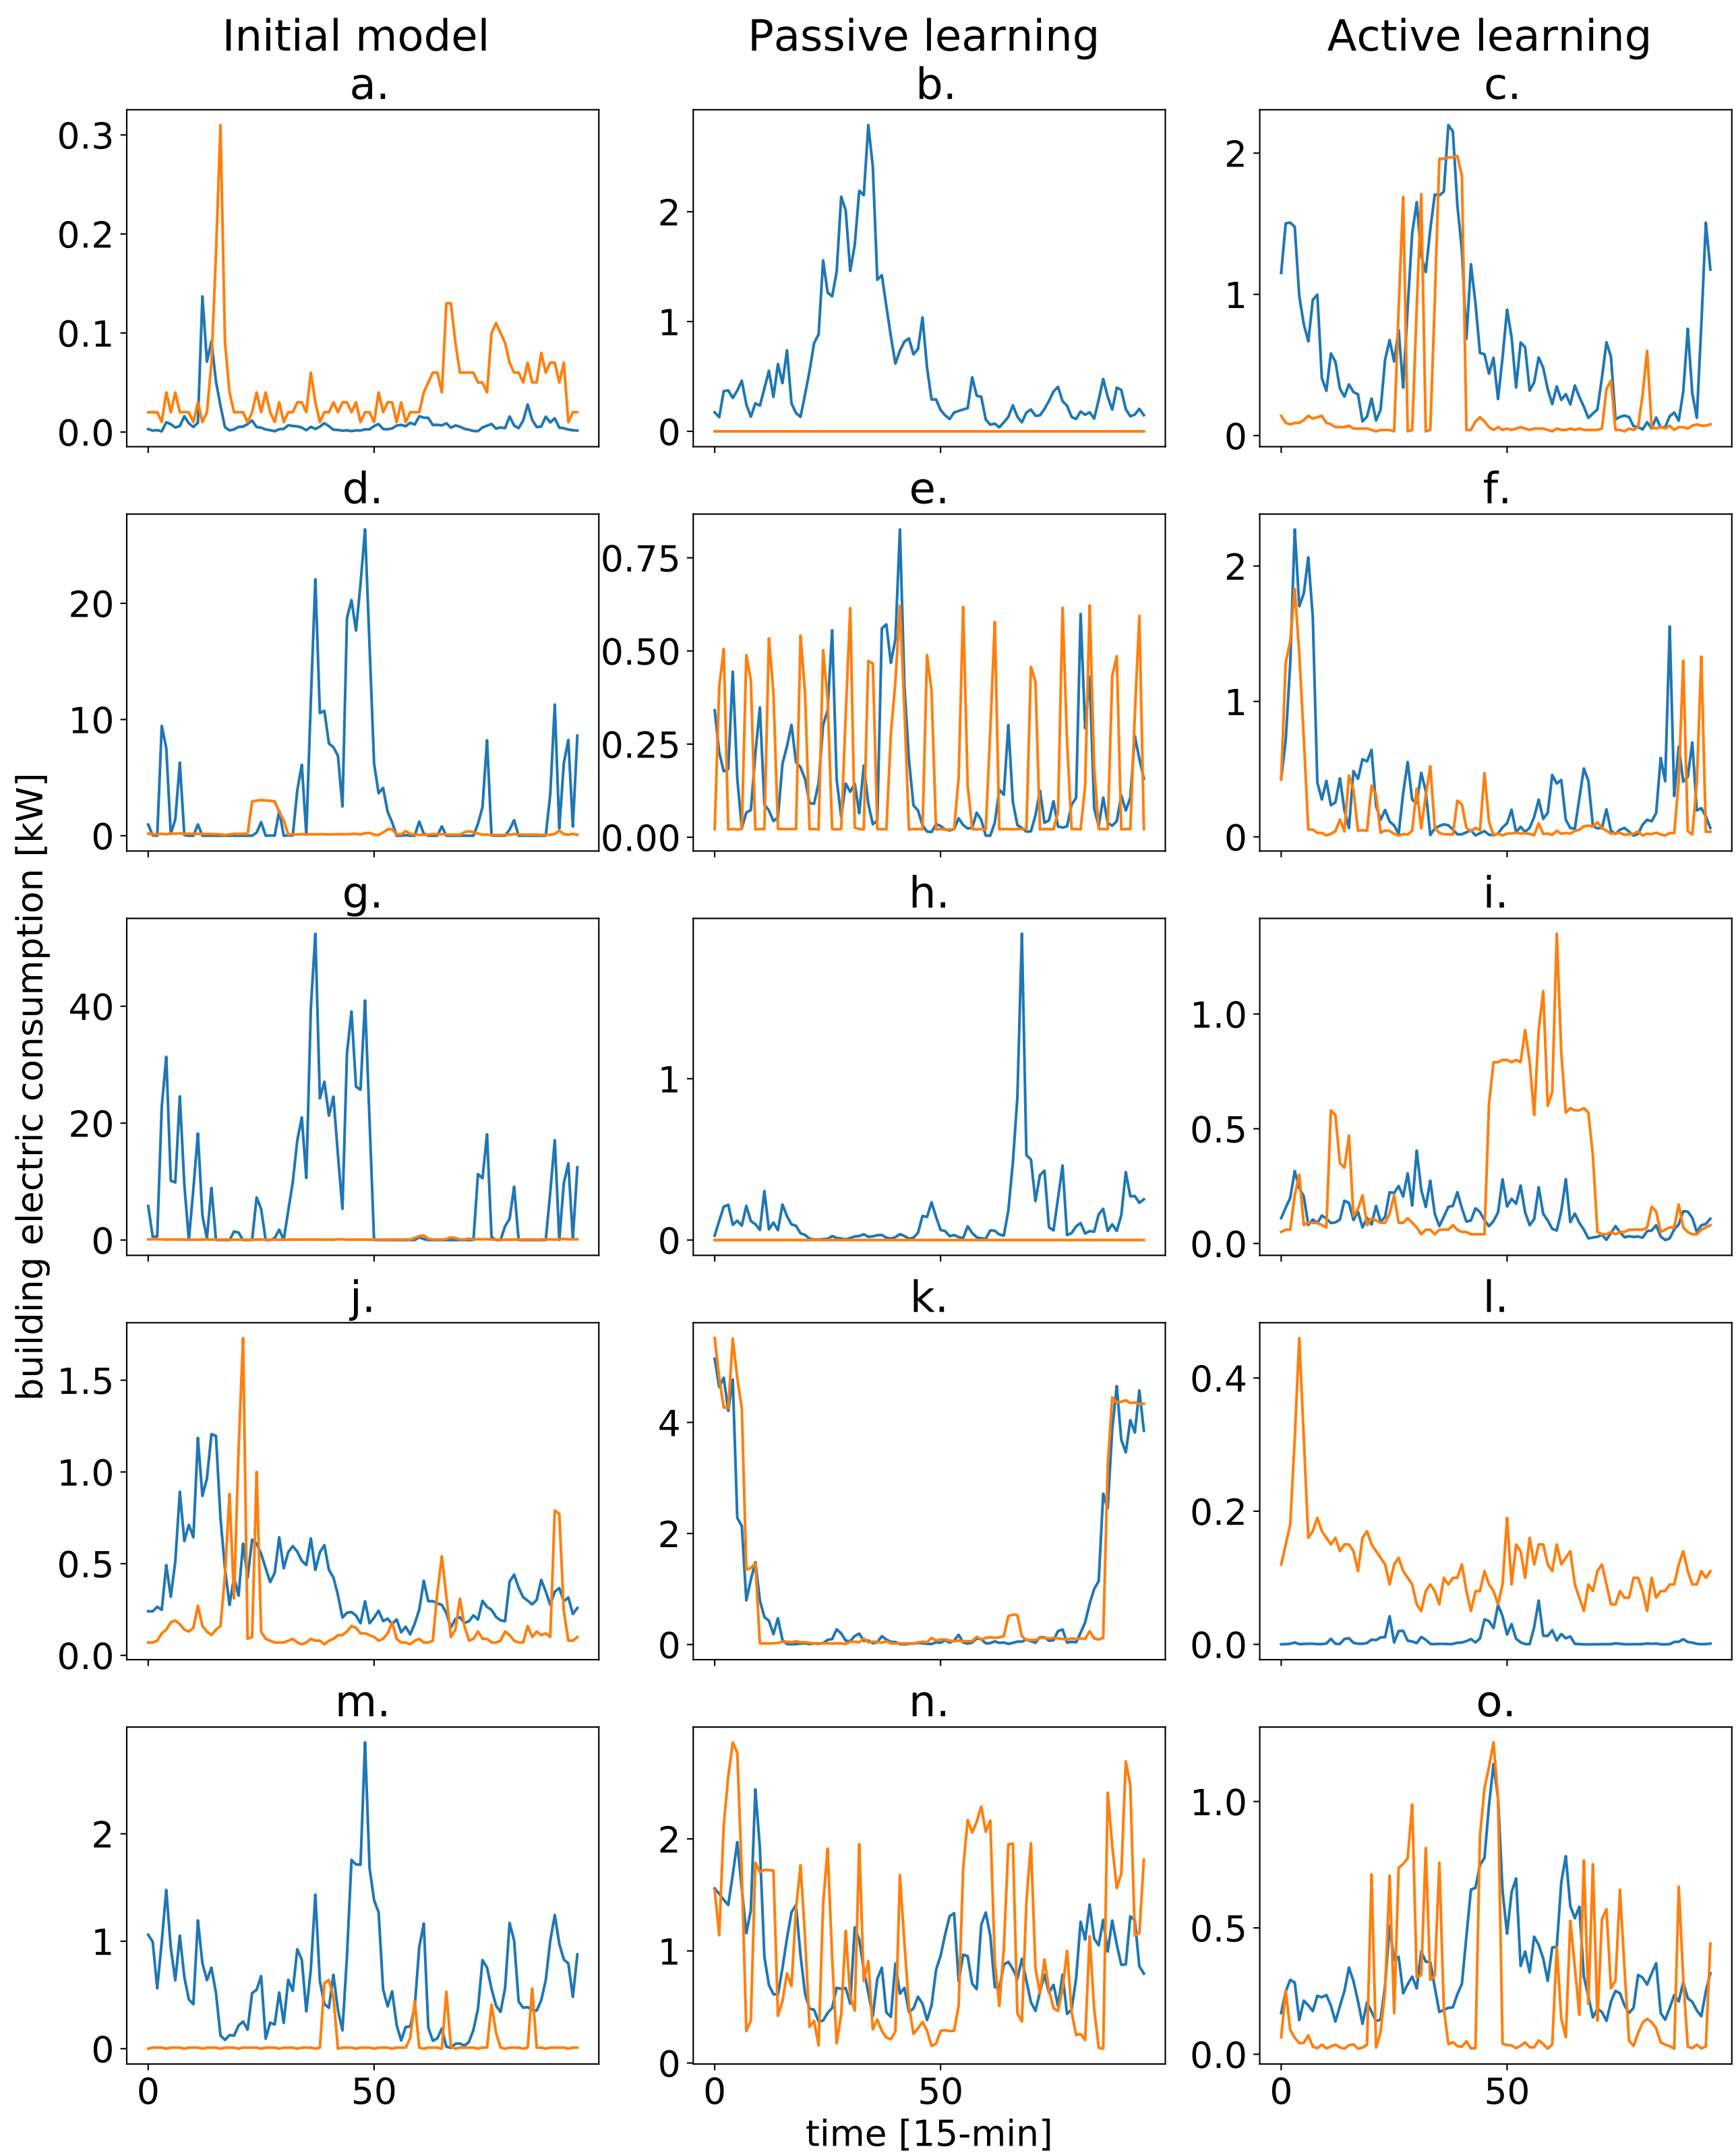 Initial model
Passive learning
Active learning
a.
b.
c.
0.3
0.2
0.1
0.0
2
1
0
2
1
0
d.
e.
f.
20
10
0
0.75
0.50
0.25
0.00
2
1
0
g.
h.
i.
40
20
0
1
0
1.0
0.5
0.0
j.
k.
l.
1.5
1.0
0.5
0.0
4
2
0
0.4
0.2
0.0
m.
n.
o.
2
1
0
2
1
0
1.0
0.5
0.0
0 50
0 50
0 50
building electric consumption [kW]
time [15-min]